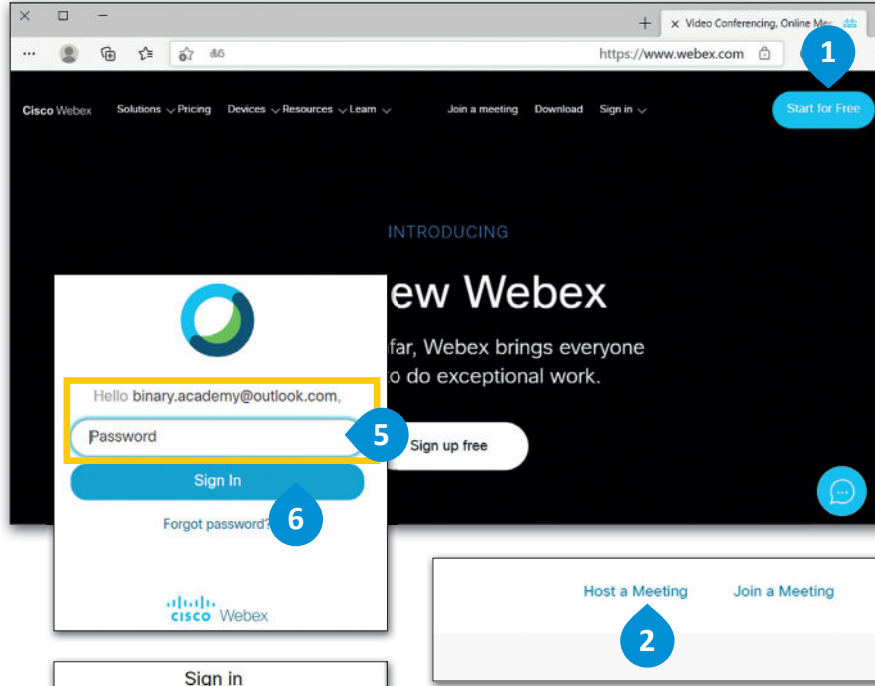 Video Conferencing, Online Mee
https://www.webex.com
1
Cisco Webex Solutions Pricing Devices Resources Learn Join a meeting Download Sign in Start for Free
INTRODUCING
ew Webex
far, Webex brings everyone
o do exceptional work.
Sign up free
Hello binary.academy@outlook.com,
Password
5
Sign In
6
Forgot password?
cisco Webex
Host a Meeting Join a Meeting
2
Sign in